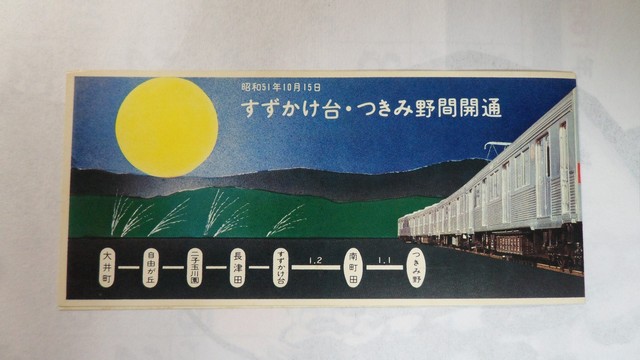 昭和51年10月15日
すずかけ台・つきみ野間開通
大井町
自由が丘
二子玉川園
長津田
すずかけ台
1.2
南町田
1.1
つきみ野